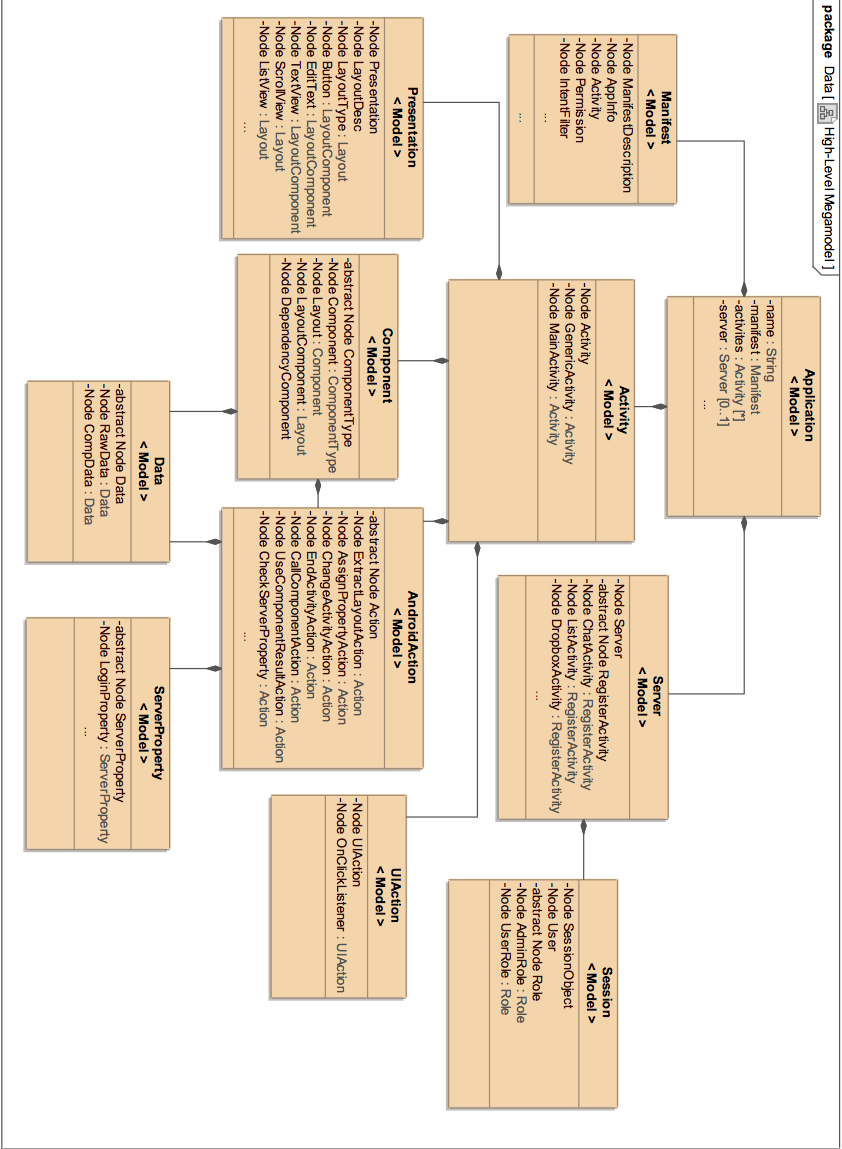 package Data [ High-Level Megamodel ]
Manifest
< Model >
-Node ManifestDescription
-Node AppInfo
-Node Activity
-Node Permission
-Node IntentFilter
...
...
Application
< Model >
-name : String
-manifest : Manifest
-activites : Activity [*]
-server : Server [0..1]
...
Presentation
< Model >
-Node Presentation
-Node LayoutDesc
-Node LayoutType : Layout
-Node Button : LayoutComponent
-Node EditText : LayoutComponent
-Node TextView : LayoutComponent
-Node ScrollView : Layout
-Node ListView : Layout
...
Activity
< Model >
-Node Activity
-Node GenericActivity : Activity
-Node MainActivity : Activity
Server
< Model >
-Node Server
-abstract Node RegisterActivity
-Node ChatActivity : RegisterActivity
-Node ListActivity : RegisterActivity
-Node DropboxActivity : RegisterActivity
...
Session
< Model >
-Node SessionObject
-Node User
-abstract Node Role
-Node AdminRole : Role
-Node UserRole : Role
Component
< Model >
-abstract Node ComponentType
-Node Component : ComponentType
-Node Layout : Component
-Node LayoutComponent : Layout
-Node DependencyComponent
AndroidAction
< Model >
-abstract Node Action
-Node ExtractLayoutAction : Action
-Node AssignPropertyAction : Action
-Node ChangeActivityAction : Action
-Node EndActivityAction : Action
-Node CallComponentAction : Action
-Node UseComponentResultAction : Action
-Node CheckServerProperty : Action
...
UIAction
< Model >
-Node UIAction
-Node OnClickListener : UIAction
Data
< Model >
-abstract Node Data
-Node RawData : Data
-Node CompData : Data
ServerProperty
< Model >
-abstract Node ServerProperty
-Node LoginProperty : ServerProperty
...